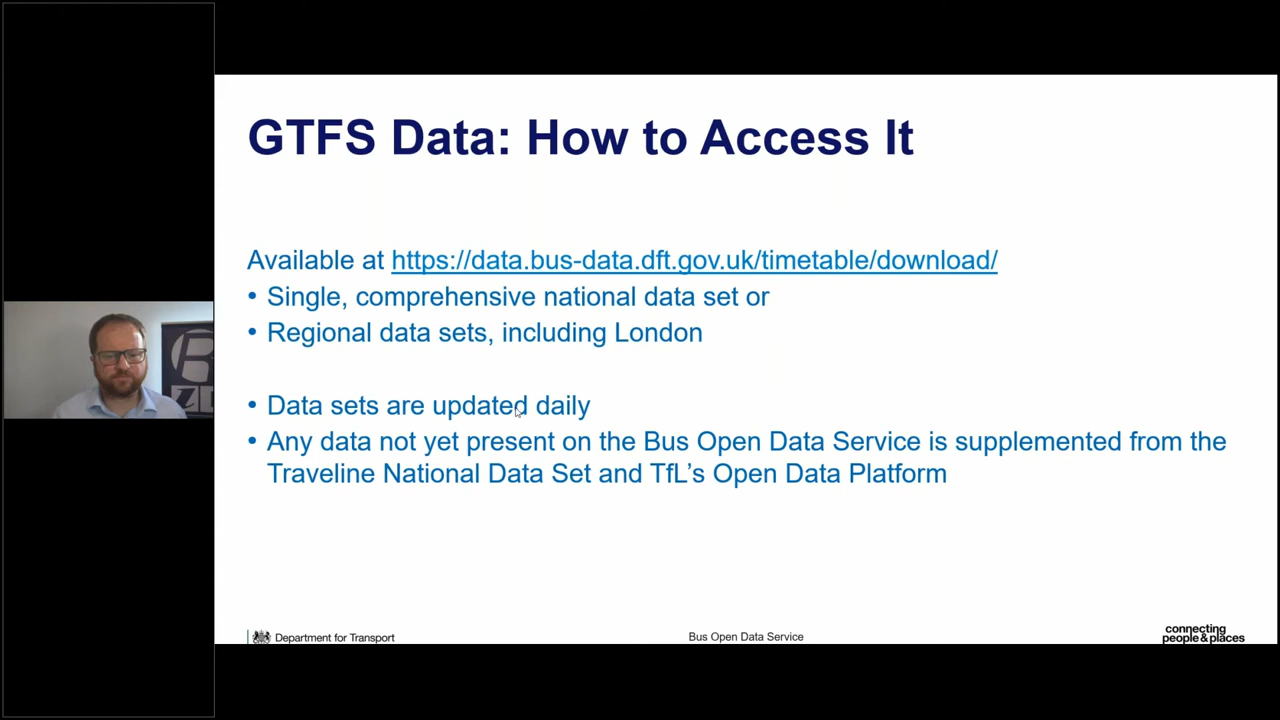 GTFS Data: How to Access It
Available at https://data.bus-data.dft.gov.uk/timetable/download/
• Single, comprehensive national data set or
• Regional data sets, including London
• Data sets are updated daily
• Any data not yet present on the Bus Open Data Service is supplemented from the
Traveline National Data Set and TfL’s Open Data Platform
Department for Transport
Bus Open Data Service
connecting
people & places